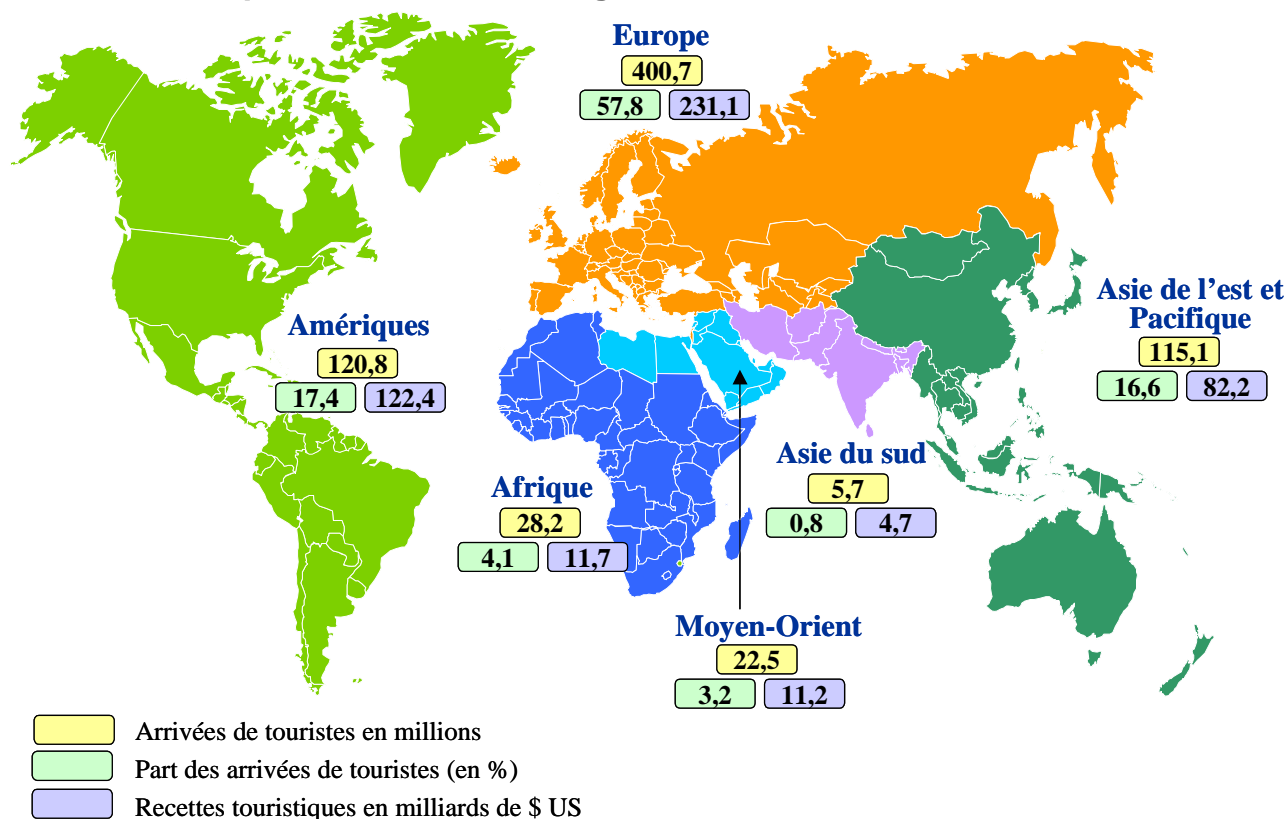 Europe
400,7
57,8 231,1
Amériques
120,8
17,4 122,4
Asie de l'est et
Pacifique
115,1
16,6 82,2
Asie du sud
5,7
0,8 4,7
Afrique
28,2
4,1 11,7
Moyen-Orient
22,5
3,2 11,2
Arrivées de touristes en millions
Part des arrivées de touristes (en %)
Recettes touristiques en milliards de $ US